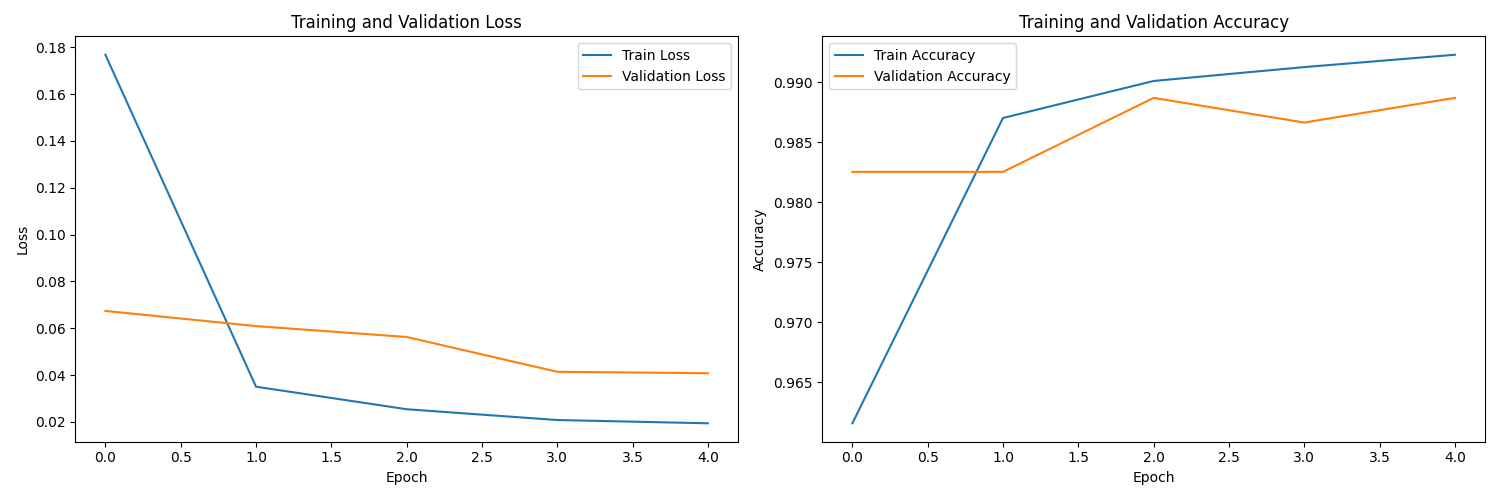 Training and Validation Loss
0.18
0.16
0.14
0.12
0.10
0.08
0.06
0.04
0.02
Loss
Train Loss
Validation Loss
0.0 0.5 1.0 1.5 2.0 2.5 3.0 3.5 4.0
Epoch
Training and Validation Accuracy
0.990
0.985
0.980
0.975
0.970
0.965
Accuracy
Train Accuracy
Validation Accuracy
0.0 0.5 1.0 1.5 2.0 2.5 3.0 3.5 4.0
Epoch